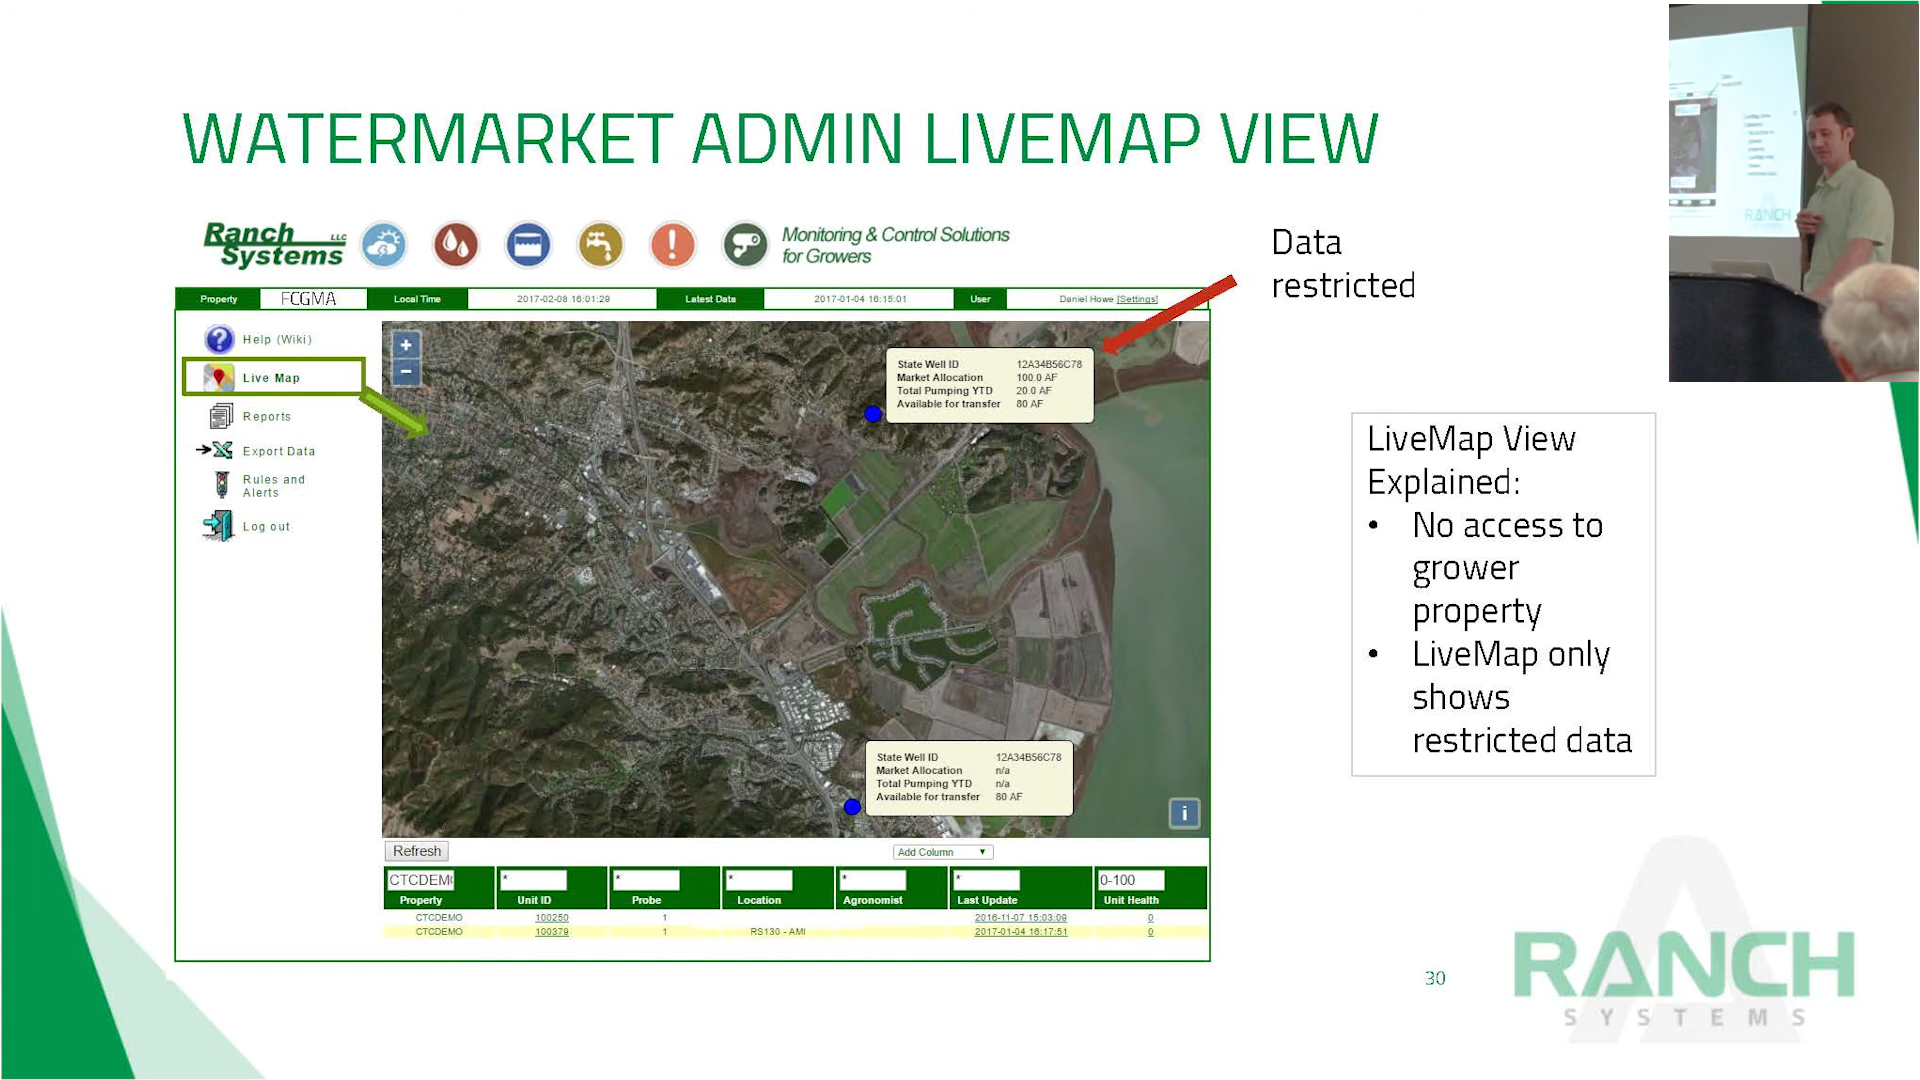 WATERMARKET ADMIN LIVEMAP VIEW
Ranch LLC
Systems
Monitoring & Control Solutions
for Growers
Data
restricted
Property FCGMA Local Time 2017-02-08 16:01:29 Latest Data 2017-01-04 16:15:01 User Daniel Howe [Settings]
Help (Wiki)
Live Map
Reports
Export Data
Rules and
Alerts
Log out
+
−
State Well ID 12A34B56C78
Market Allocation 100.0 AF
Total Pumping YTD 20.0 AF
Available for transfer 80 AF
State Well ID 12A34B56C78
Market Allocation n/a
Total Pumping YTD n/a
Available for transfer 80 AF
i
LiveMap View
Explained:
• No access to
grower
property
• LiveMap only
shows
restricted data
Refresh
Add Column
CTCDEM * * * * * 0-100
Property Unit ID Probe Location Agronomist Last Update Unit Health
CTCDEMO 100250 1 2016-11-07 15:03:09 0
CTCDEMO 100379 1 RS130 - AMI 2017-01-04 16:17:51 0
30
RANCH
SYSTEMS
RANCH